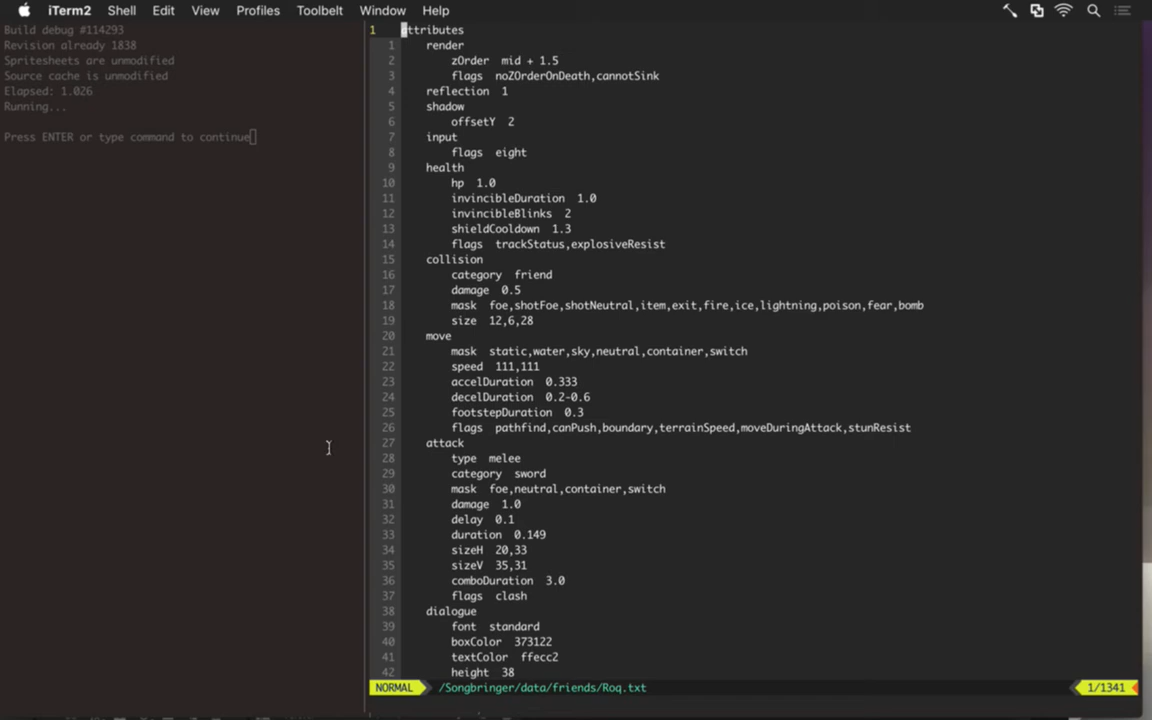 iTerm2 Shell Edit View Profiles Toolbelt Window Help
Build debug #114293
Revision already 1838
Spritesheets are unmodified
Source cache is unmodified
Elapsed: 1.026
Running...
Press ENTER or type command to continue
1 attributes
1 render
2 zOrder mid + 1.5
3 flags noZOrderOnDeath,cannotSink
4 reflection 1
5 shadow
6 offsetY 2
7 input
8 flags eight
9 health
10 hp 1.0
11 invincibleDuration 1.0
12 invincibleBlinks 2
13 shieldCooldown 1.3
14 flags trackStatus,explosiveResist
15 collision
16 category friend
17 damage 0.5
18 mask foe,shotFoe,shotNeutral,item,exit,fire,ice,lightning,poison,fear,bomb
19 size 12,6,28
20 move
21 mask static,water,sky,neutral,container,switch
22 speed 111,111
23 accelDuration 0.333
24 decelDuration 0.2-0.6
25 footstepDuration 0.3
26 flags pathfind,canPush,boundary,terrainSpeed,moveDuringAttack,stunResist
27 attack
28 type melee
29 category sword
30 mask foe,neutral,container,switch
31 damage 1.0
32 delay 0.1
33 duration 0.149
34 sizeH 20,33
35 sizeV 35,31
36 comboDuration 3.0
37 flags clash
38 dialogue
39 font standard
40 boxColor 373122
41 textColor ffecc2
42 height 38
NORMAL /Songbringer/data/friends/Roq.txt 1/1341